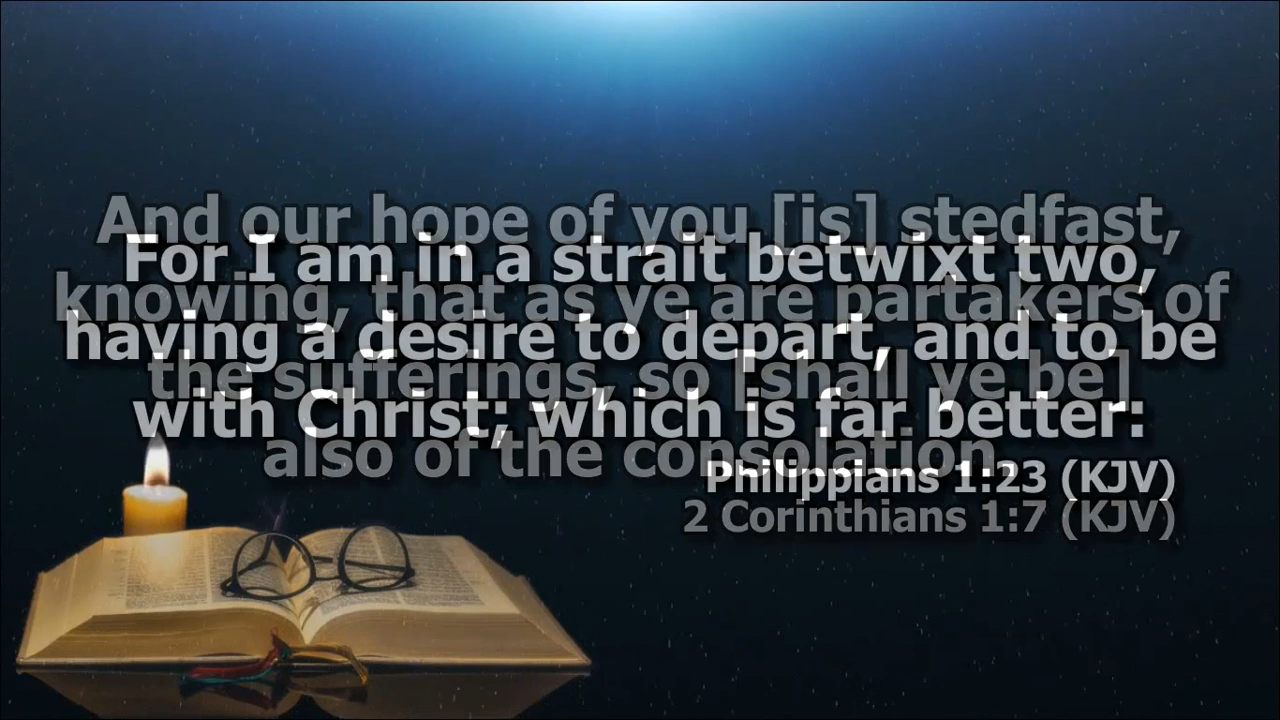 And our hope of you [is] stedfast,
knowing, that as ye are partakers of
the sufferings, so [shall ye be]
also of the consolation.
2 Corinthians 1:7 (KJV)
For I am in a strait betwixt two,
having a desire to depart, and to be
with Christ; which is far better:
Philippians 1:23 (KJV)